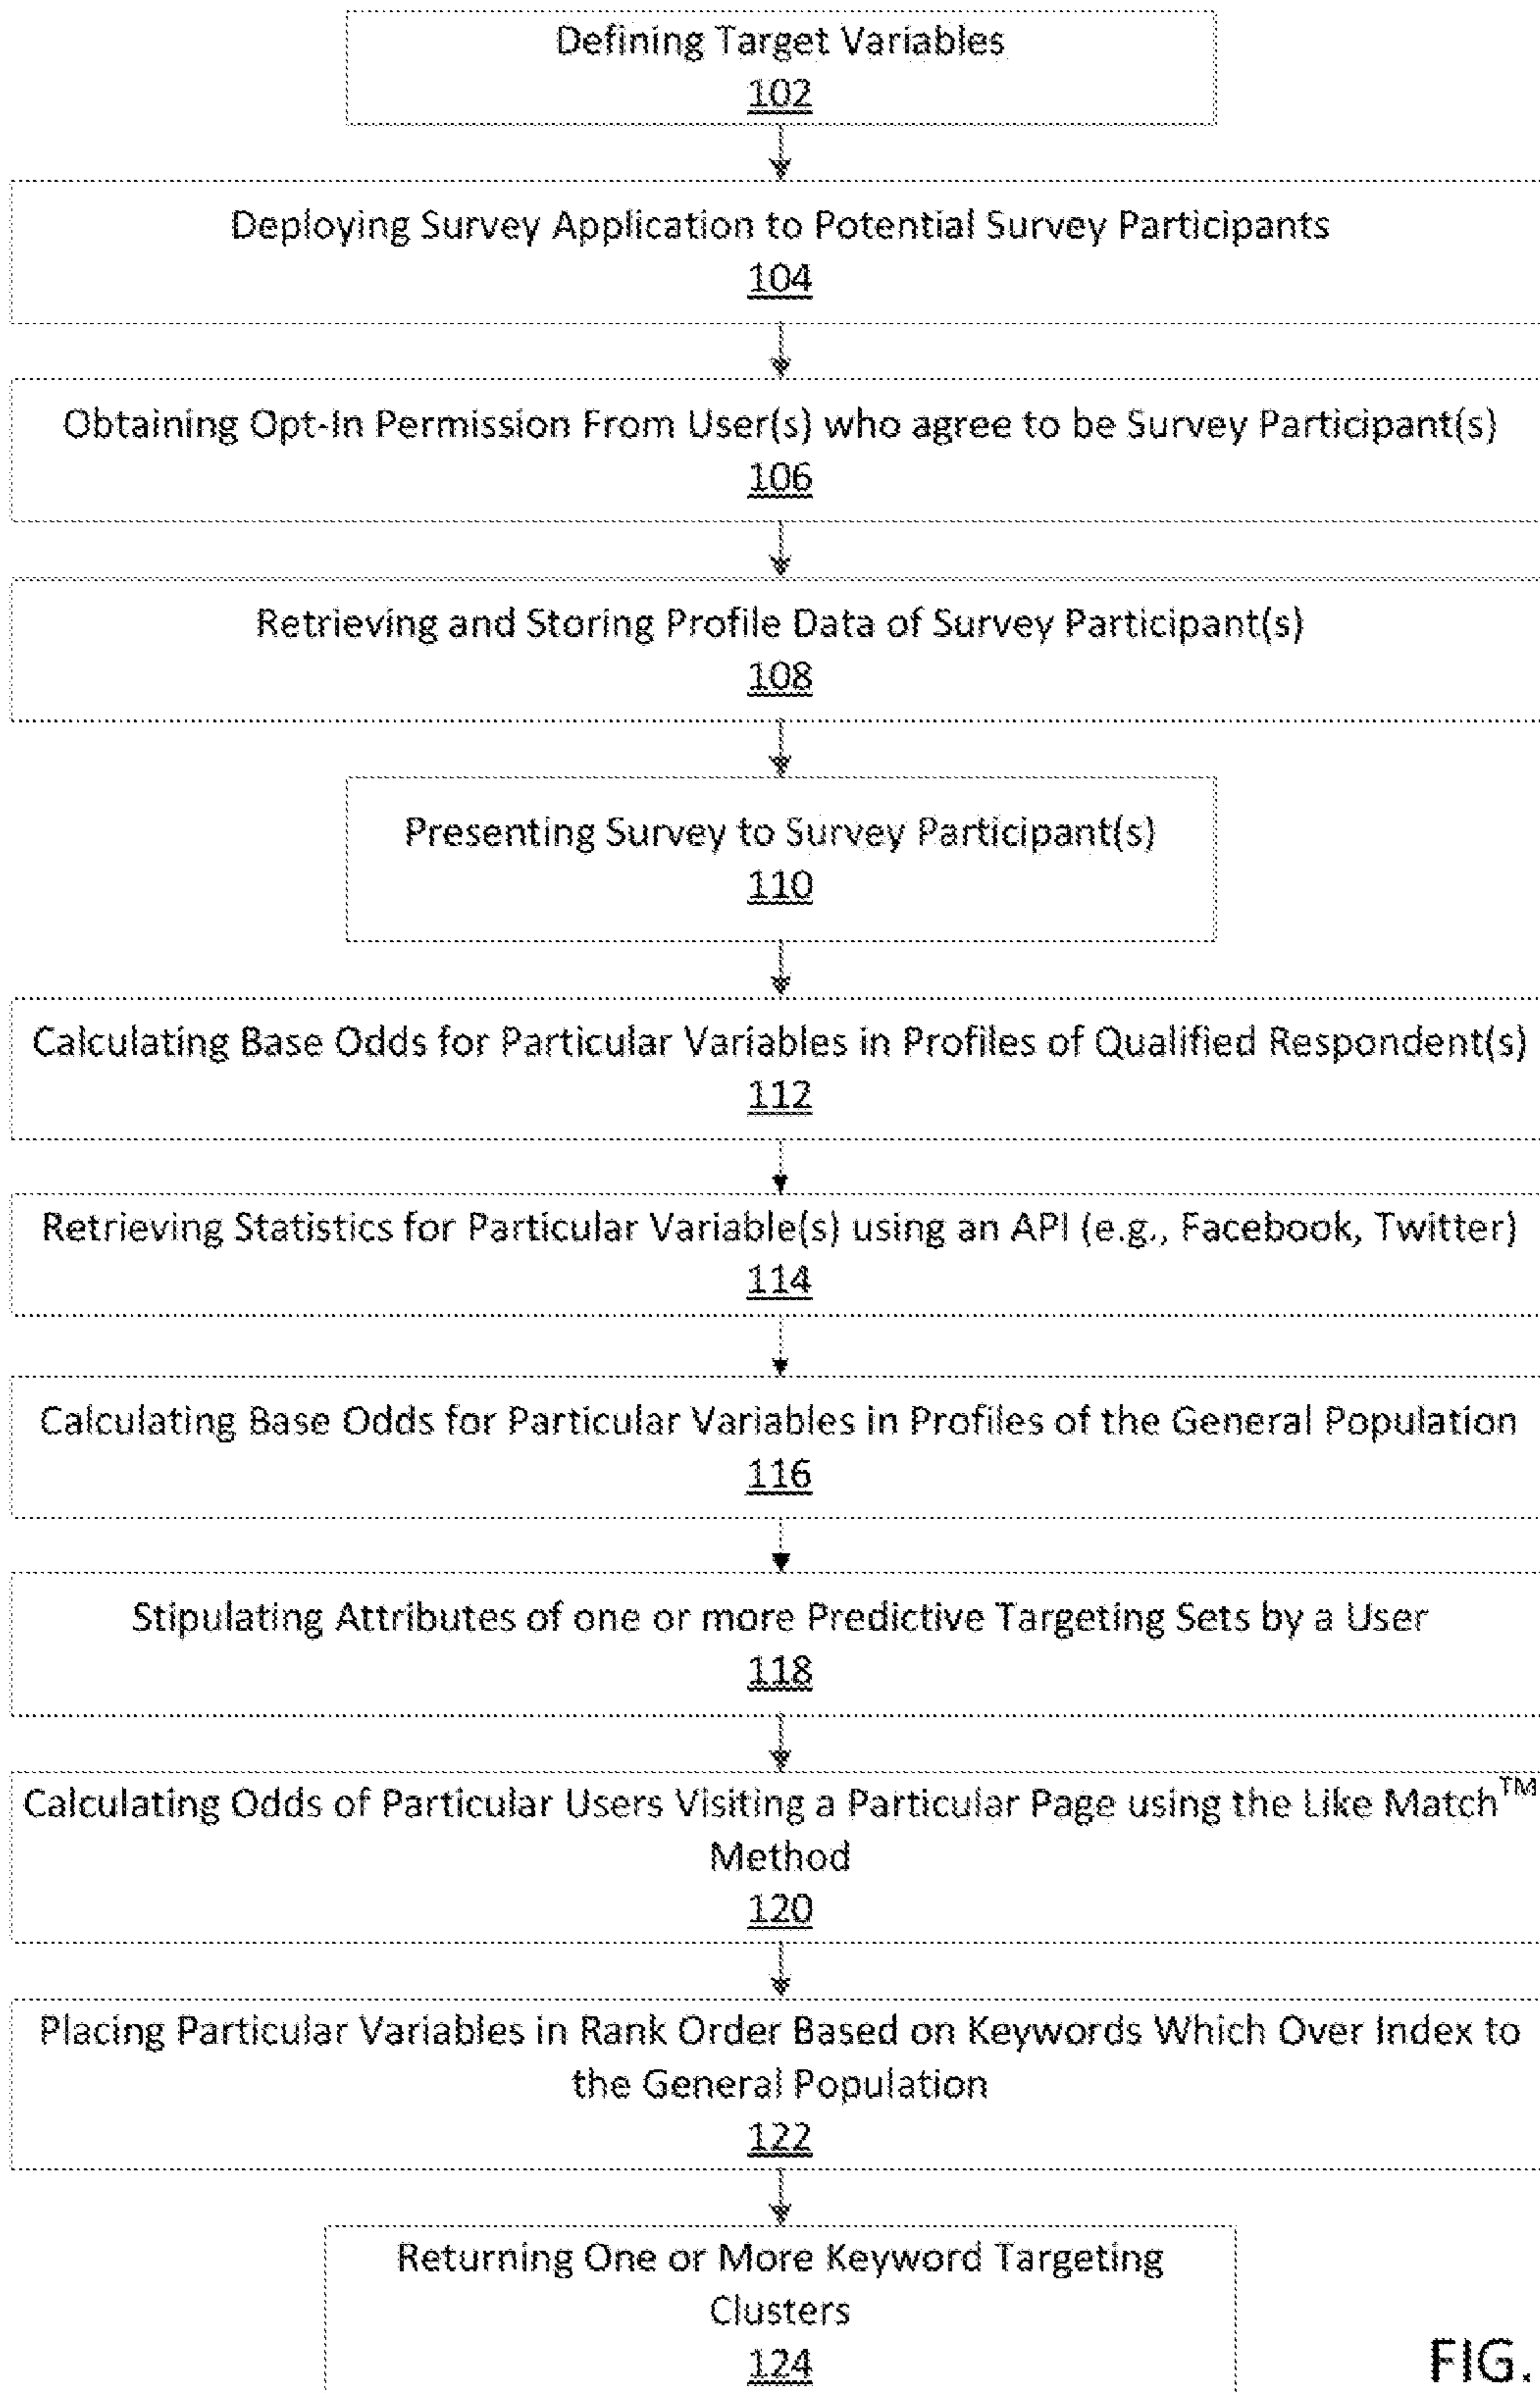 Defining Target Variables
102
Deploying Survey Application to Potential Survey Participants
104
Obtaining Opt-In Permission From User(s) who agree to be Survey Participant(s)
106
Retrieving and Storing Profile Data of Survey Participant(s)
108
Presenting Survey to Survey Participant(s)
110
Calculating Base Odds for Particular Variables in Profiles of Qualified Respondent(s)
112
Retrieving Statistics for Particular Variable(s) using an API (e.g., Facebook, Twitter)
114
Calculating Base Odds for Particular Variables in Profiles of the General Population
116
Stipulating Attributes of one or more Predictive Targeting Sets by a User
118
Calculating Odds of Particular Users Visiting a Particular Page using the Like Match™
Method
120
Placing Particular Variables in Rank Order Based on Keywords Which Over Index to
the General Population
122
Returning One or More Keyword Targeting
Clusters
124
FIG.